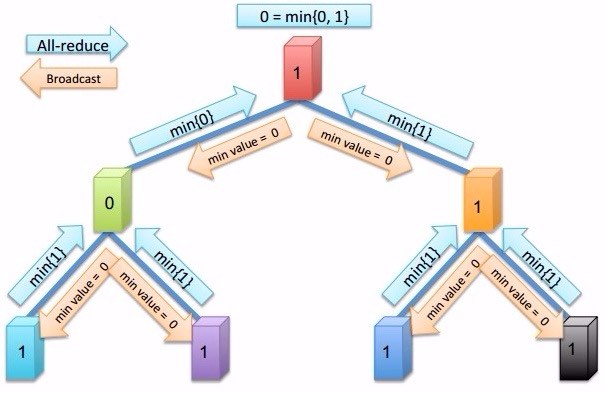 0 = min{0, 1}
All-reduce
Broadcast
1
min{0}
min{1}
min value = 0
min value = 0
0
1
min{1}
min{1}
min{1}
min{1}
min value = 0
min value = 0
min value = 0
min value = 0
1
1
1
1